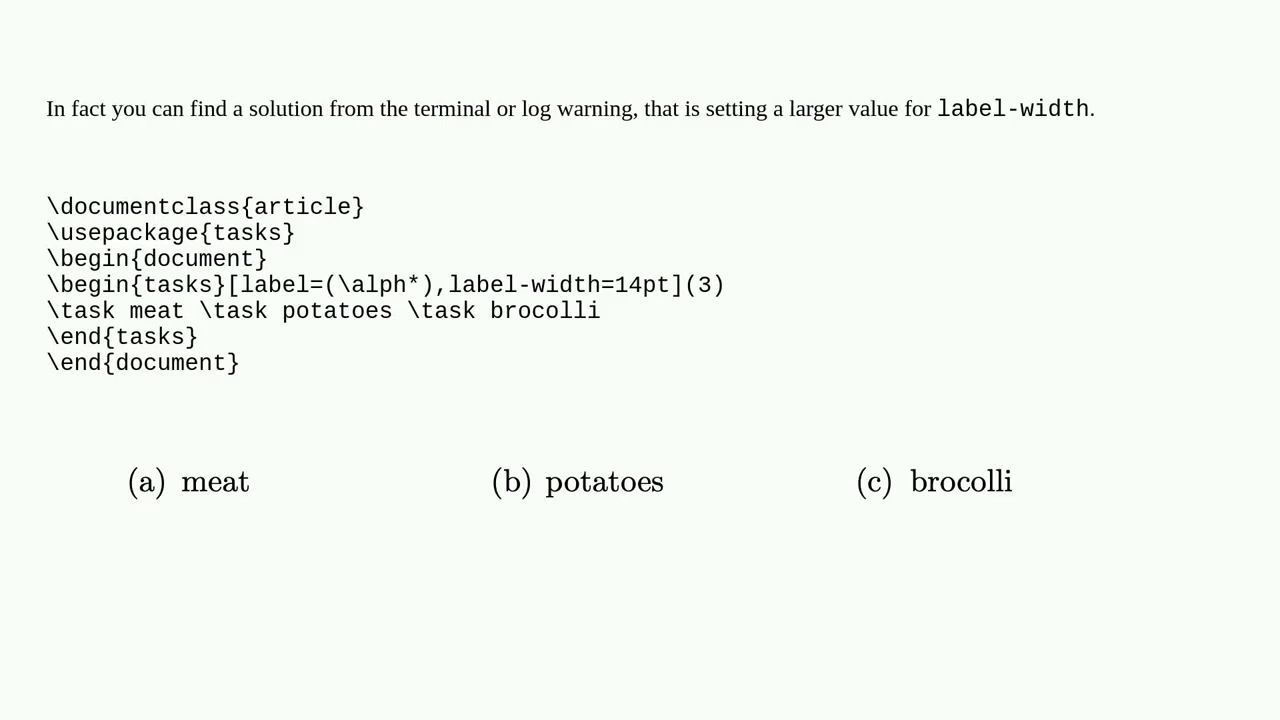 In fact you can find a solution from the terminal or log warning, that is setting a larger value for label-width.
\documentclass{article}
\usepackage{tasks}
\begin{document}
\begin{tasks}[label=(\alph*),label-width=14pt](3)
\task meat \task potatoes \task brocolli
\end{tasks}
\end{document}
(a) meat (b) potatoes (c) brocolli